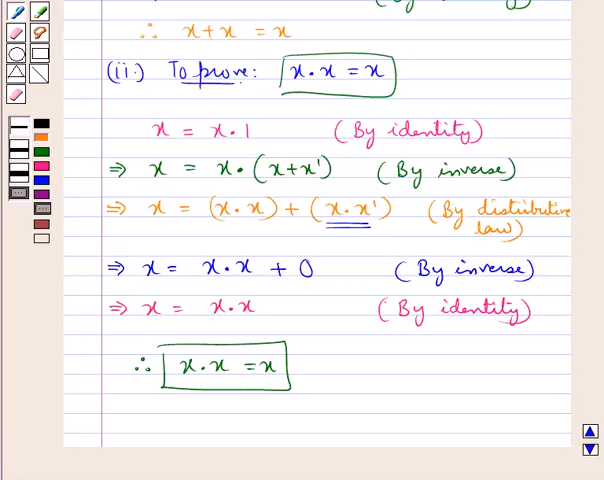 ∴ x + x = x
(ii.) To prove: x · x = x
x = x · 1 (By identity)
⇒ x = x · (x + x') (By inverse)
⇒ x = (x · x) + (x · x') (By distributive
law)
⇒ x = x · x + 0 (By inverse)
⇒ x = x · x (By identity)
∴ x · x = x